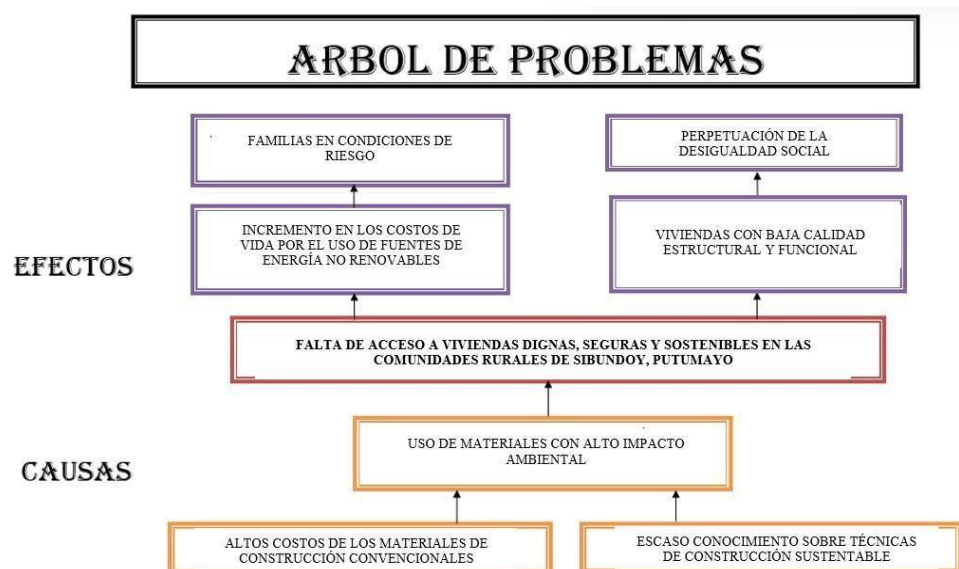 ARBOL DE PROBLEMAS
FAMILIAS EN CONDICIONES DE
RIESGO
PERPETUACIÓN DE LA
DESIGUALDAD SOCIAL
INCREMENTO EN LOS COSTOS DE
VIDA POR EL USO DE FUENTES DE
ENERGÍA NO RENOVABLES
VIVIENDAS CON BAJA CALIDAD
ESTRUCTURAL Y FUNCIONAL
EFECTOS
FALTA DE ACCESO A VIVIENDAS DIGNAS, SEGURAS Y SOSTENIBLES EN LAS
COMUNIDADES RURALES DE SIBUNDOY, PUTUMAYO
USO DE MATERIALES CON ALTO IMPACTO
AMBIENTAL
CAUSAS
ALTOS COSTOS DE LOS MATERIALES DE
CONSTRUCCIÓN CONVENCIONALES
ESCASO CONOCIMIENTO SOBRE TÉCNICAS
DE CONSTRUCCIÓN SUSTENTABLE